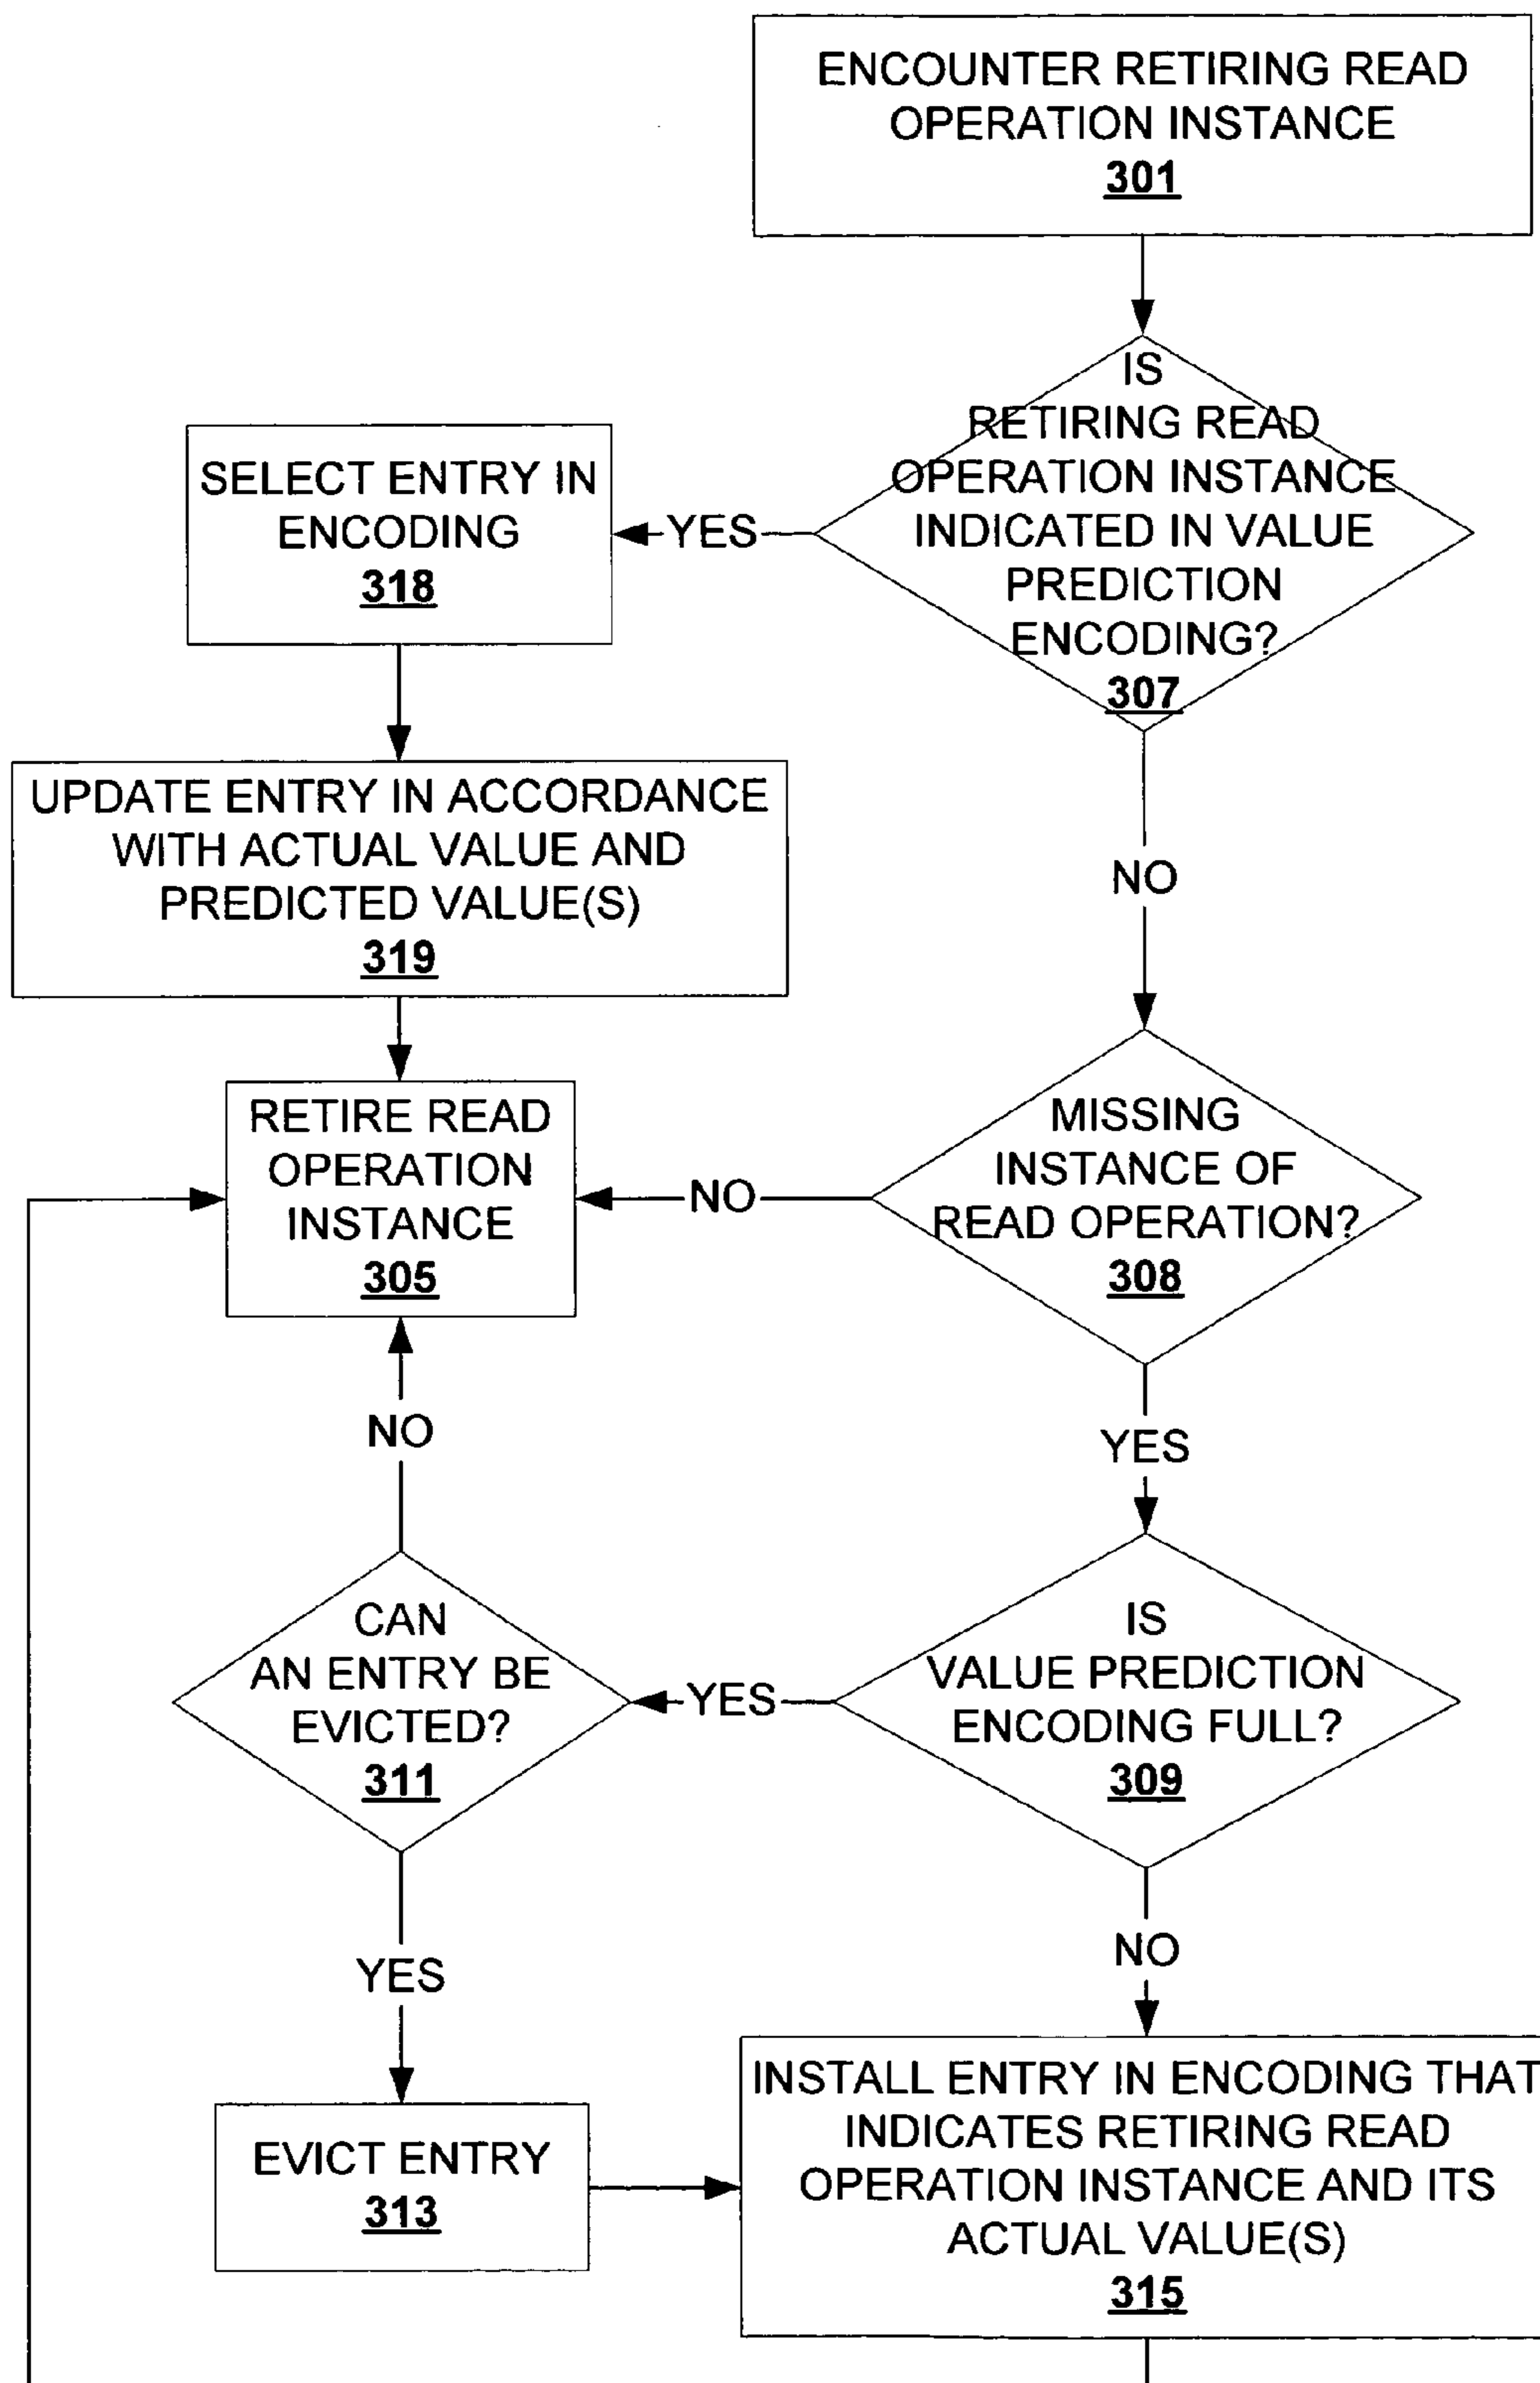 ENCOUNTER RETIRING READ
OPERATION INSTANCE
301
IS
RETIRING READ
OPERATION INSTANCE
INDICATED IN VALUE
PREDICTION
ENCODING?
307
YES
SELECT ENTRY IN
ENCODING
318
UPDATE ENTRY IN ACCORDANCE
WITH ACTUAL VALUE AND
PREDICTED VALUE(S)
319
NO
RETIRE READ
OPERATION
INSTANCE
305
NO
MISSING
INSTANCE OF
READ OPERATION?
308
NO
YES
CAN
AN ENTRY BE
EVICTED?
311
YES
IS
VALUE PREDICTION
ENCODING FULL?
309
YES
NO
EVICT ENTRY
313
INSTALL ENTRY IN ENCODING THAT
INDICATES RETIRING READ
OPERATION INSTANCE AND ITS
ACTUAL VALUE(S)
315